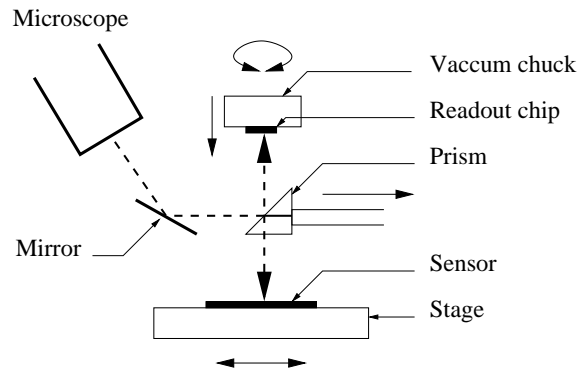 Microscope
Vaccum chuck
Readout chip
Prism
Mirror
Sensor
Stage